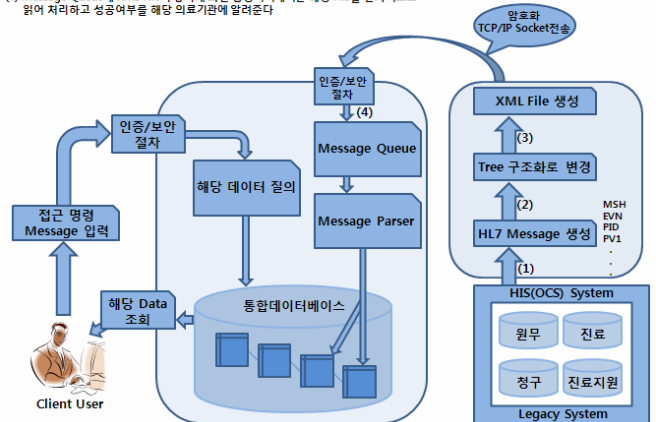 읽어 처리하고 성공여부를 해당 의료기관에 알려준다
암호화
TCP/IP Socket전송
인증/보안
절차
(4)
Message Queue
Message Parser
XML File 생성
(3)
Tree 구조화로 변경
(2)
HL7 Message 생성
(1)
MSH
EVN
PID
PV1
.
.
.
인증/보안
절차
해당 데이터 질의
접근 명령
Message 입력
해당 Data
조회
통합데이터베이스
Client User
HIS(OCS) System
원무
진료
청구
진료지원
Legacy System